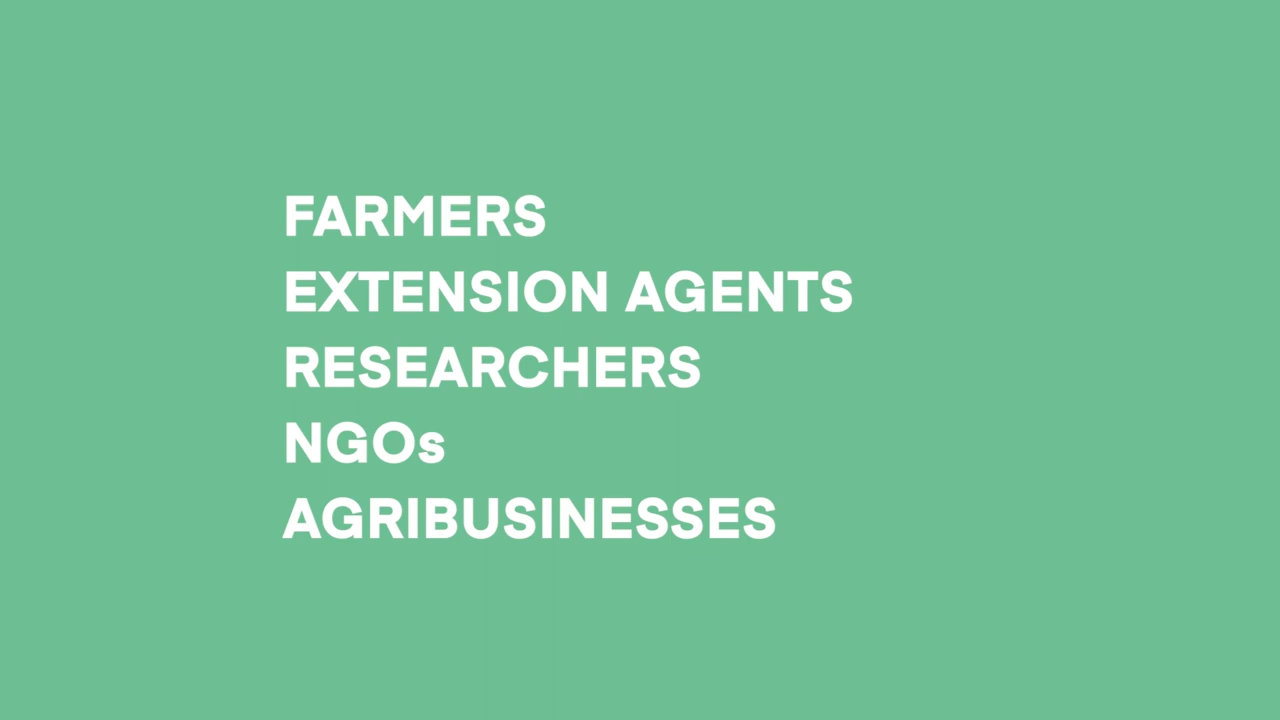 FARMERS
EXTENSION AGENTS
RESEARCHERS
NGOs
AGRIBUSINESSES